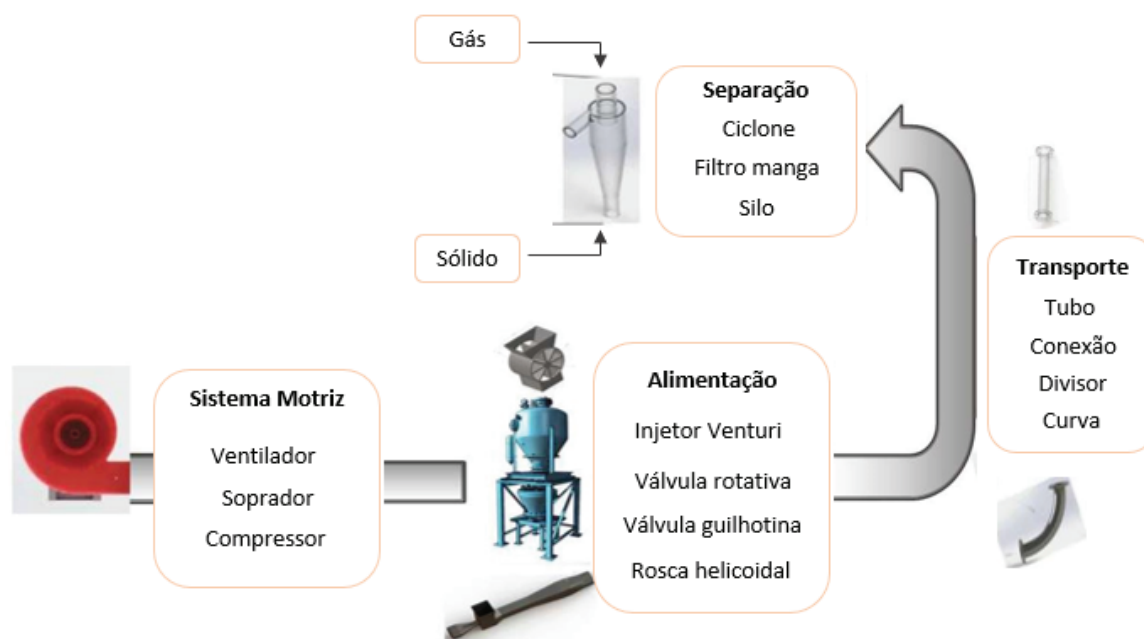 Gás
Separação
Ciclone
Filtro manga
Silo
Sólido
Transporte
Tubo
Conexão
Divisor
Curva
Sistema Motriz
Ventilador
Soprador
Compressor
Alimentação
Injetor Venturi
Válvula rotativa
Válvula guilhotina
Rosca helicoidal